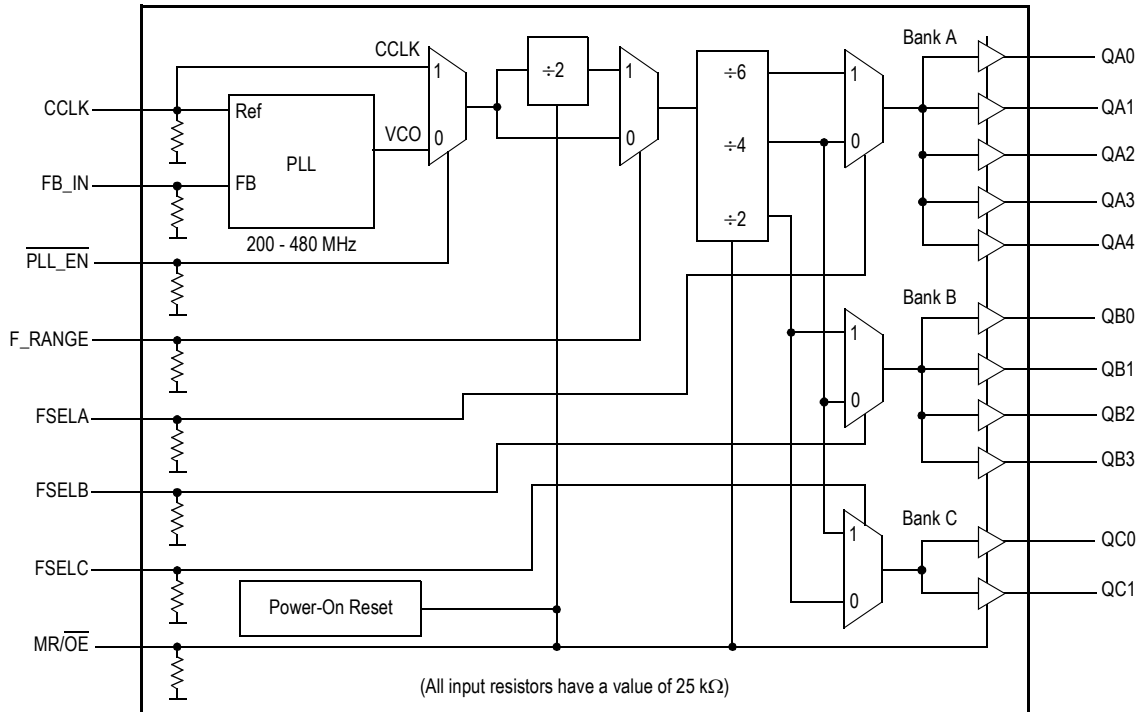 CCLK
FB_IN
PLL_EN
F_RANGE
FSELA
FSELB
FSELC
MR/OE
CCLK
Ref
FB
PLL
VCO
200 - 480 MHz
1
0
÷2
1
0
÷6
÷4
÷2
1
0
1
0
1
0
Power-On Reset
(All input resistors have a value of 25 kΩ)
Bank A
QA0
QA1
QA2
QA3
QA4
Bank B
QB0
QB1
QB2
QB3
Bank C
QC0
QC1